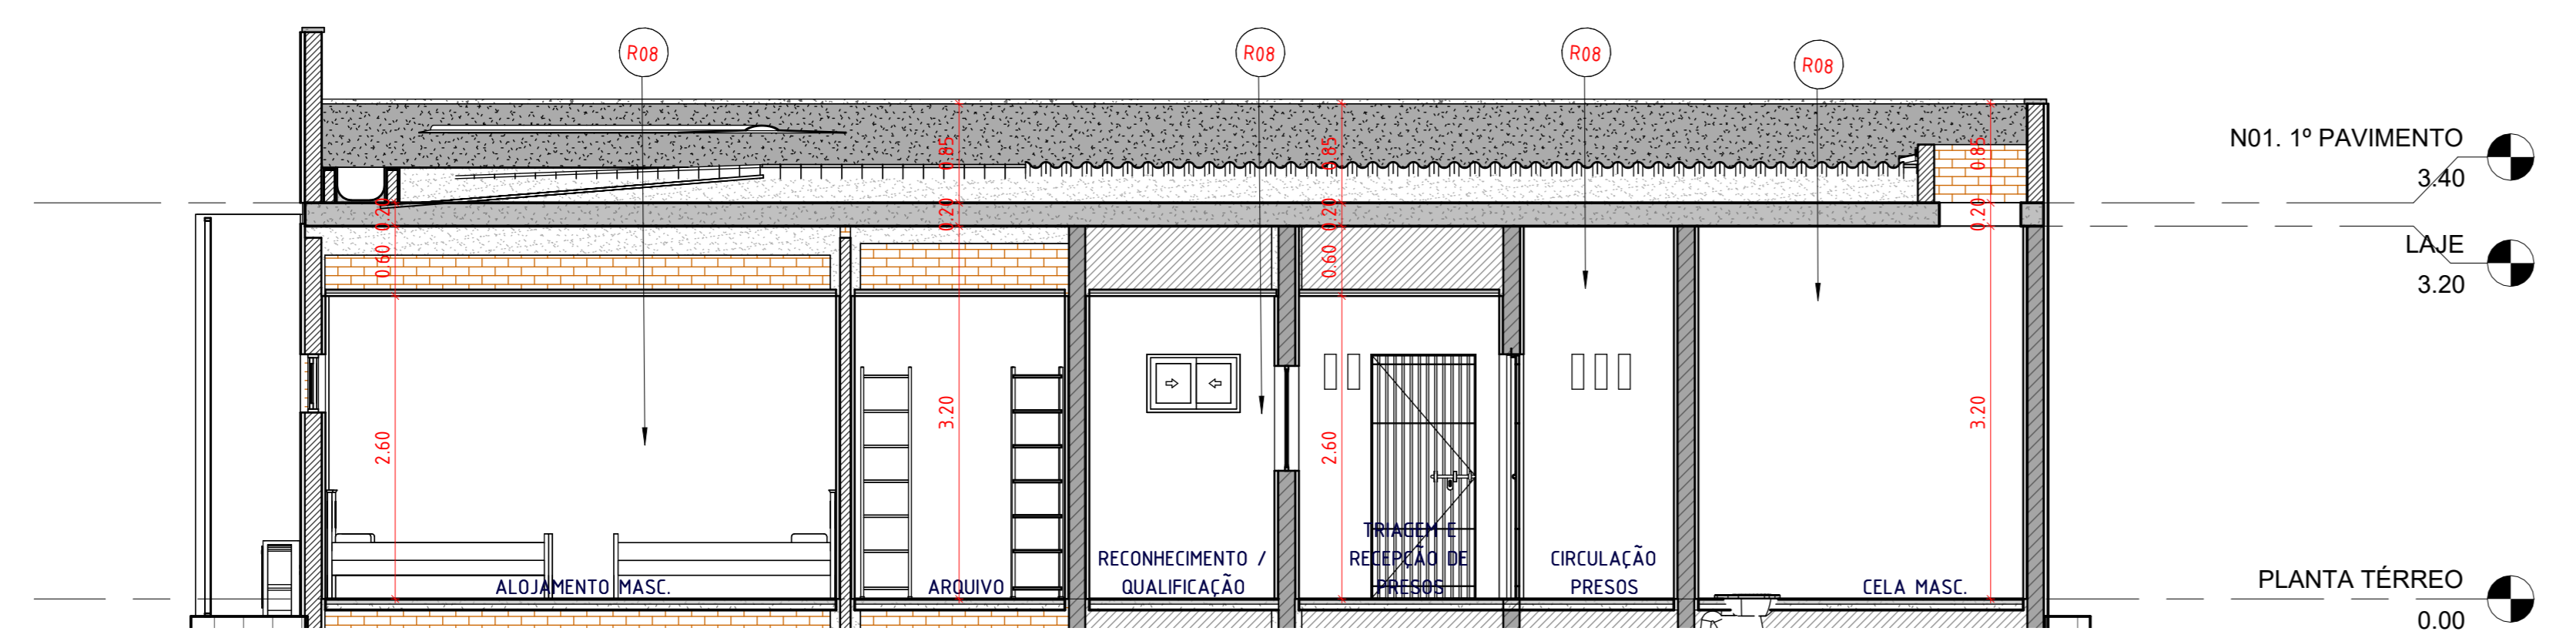 R08
R08
R08
R08
N01. 1º PAVIMENTO
3.40
LAJE
3.20
0.85
0.85
0.85
0.20
0.20
0.20
0.20
0.60
0.60
2.60
3.20
2.60
3.20
ALOJAMENTO MASC.
ARQUIVO
RECONHECIMENTO /
QUALIFICAÇÃO
TRIAGEM E
RECEPÇÃO DE
PRESOS
CIRCULAÇÃO
PRESOS
CELA MASC.
PLANTA TÉRREO
0.00